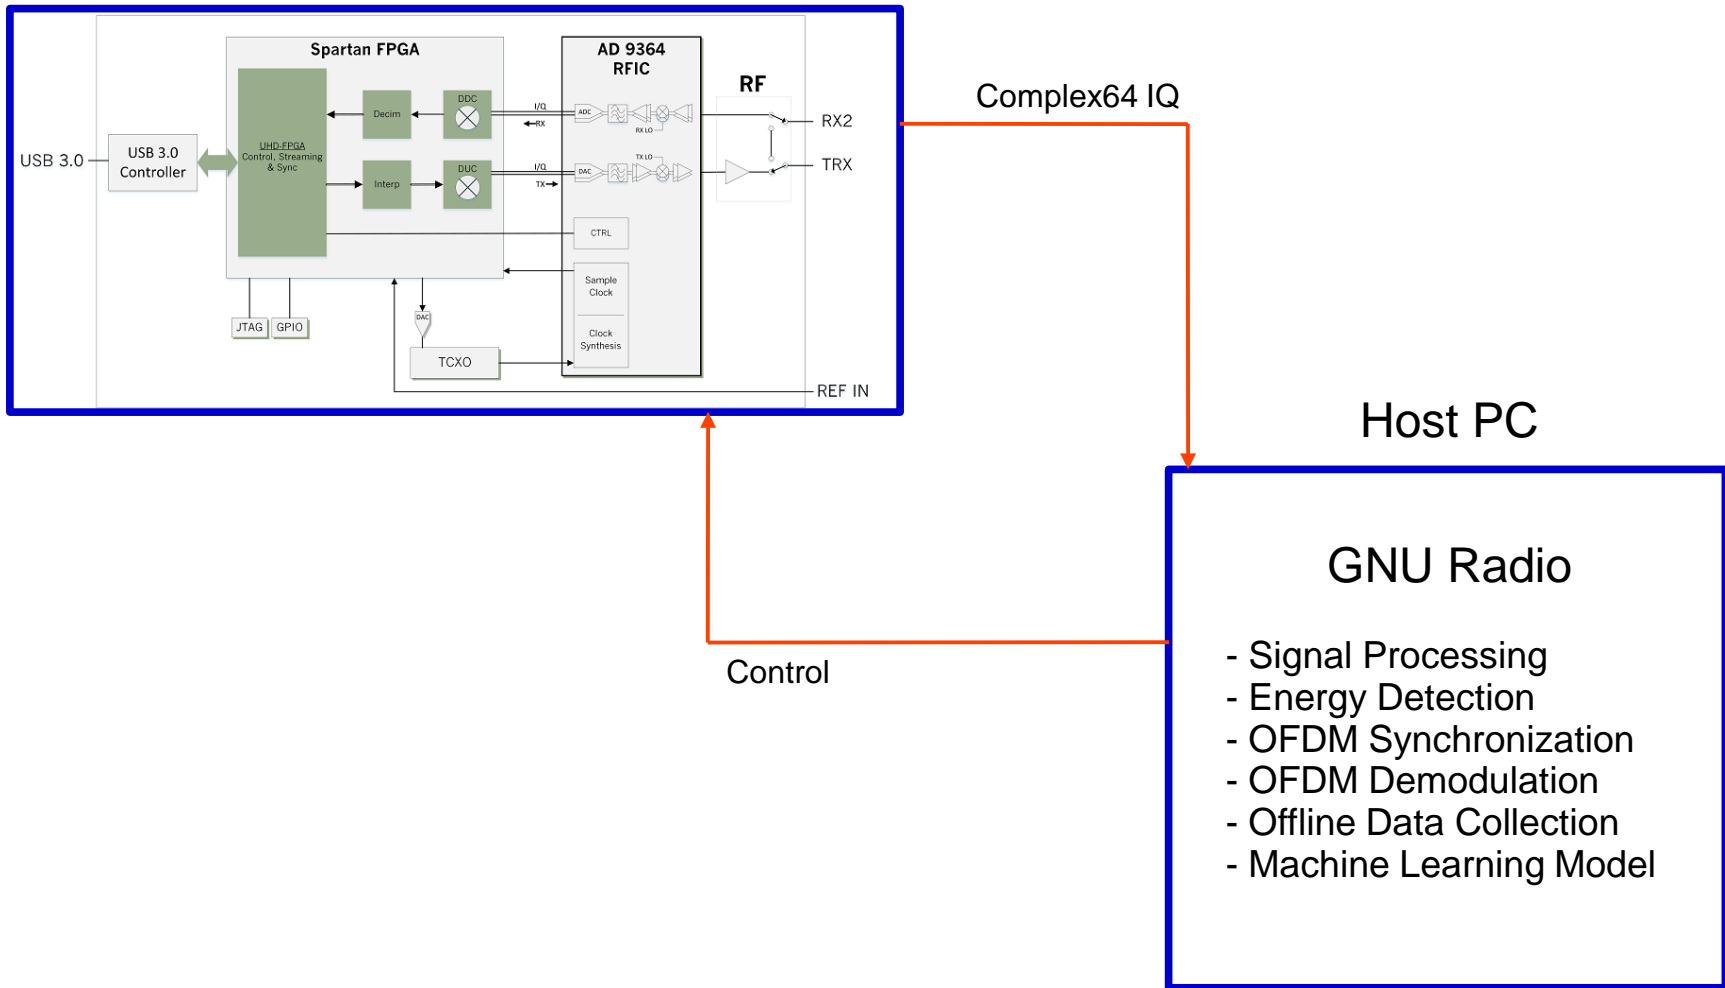 Spartan FPGA
AD 9364
RFIC
RF
Complex64 IQ
USB 3.0
USB 3.0
Controller
UHD-FPGA
Control, Streaming
& Sync
Decim
DDC
I/Q
RX
ADC
RX LO
RX2
Interp
DUC
I/Q
TX
DAC
TX LO
TRX
CTRL
Sample
Clock
Clock
Synthesis
JTAG
GPIO
DAC
TCXO
REF IN
Control
Host PC
GNU Radio
- Signal Processing
- Energy Detection
- OFDM Synchronization
- OFDM Demodulation
- Offline Data Collection
- Machine Learning Model